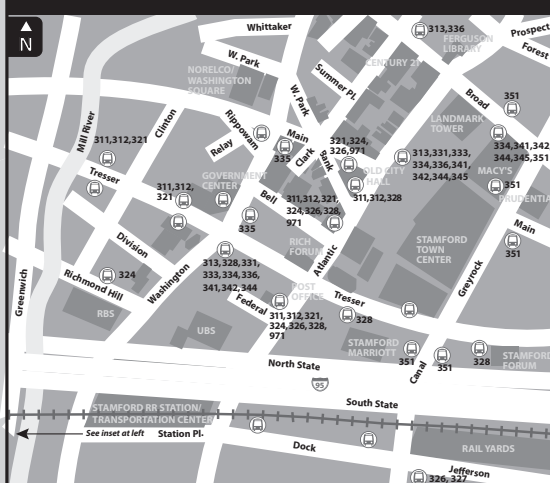 N
Whittaker
313,336
FERGUSON
LIBRARY
Prospect
Forest
W. Park
CENTURY 21
NORELCO/
WASHINGTON
SQUARE
Summer Pl.
W. Park
Broad
351
Mill River
Clinton
Rippowam
LANDMARK
TOWER
311,312,321
Relay
Main
335
Clark
Bank
321,324,
326,971
OLD CITY
HALL
313,331,333,
334,336,341,
342,344,345
334,341,342
344,345,351
MACY'S
351
PRUDENTIA
Tresser
311,312,
321
GOVERNMENT
CENTER
Bell
311,312,321,
324,326,328,
971
311,312,328
335
Main
351
Division
RICH
FORUM
Atlantic
STAMFORD
TOWN
CENTER
Greyrock
Greenwich
324
Richmond Hill
Washington
313,328,331,
333,334,336,
341,342,344
POST
OFFICE
Federal
Tresser
328
311,312,321,
324,326,328,
971
RBS
UBS
STAMFORD
MARRIOTT
351
Canal
351
328
STAMFORD
FORUM
North State
95
South State
STAMFORD RR STATION/
TRANSPORTATION CENTER
See inset at left
Station Pl.
Dock
RAIL YARDS
Jefferson
326, 327